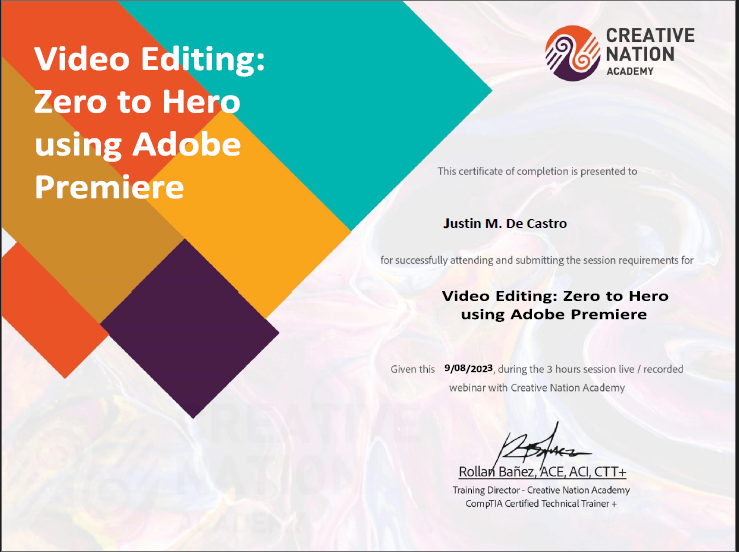 Video Editing:
Zero to Hero
using Adobe
Premiere
CREATIVE
NATION
ACADEMY
This certificate of completion is presented to
Justin M. De Castro
for successfully attending and submitting the session requirements for
Video Editing: Zero to Hero
using Adobe Premiere
Given this 9/08/2023, during the 3 hours session live / recorded
webinar with Creative Nation Academy
Rollan Bañez, ACE, ACI, CTT+
Training Director - Creative Nation Academy
CompTIA Certified Technical Trainer +
CREATIVE
NATION
ACADEMY